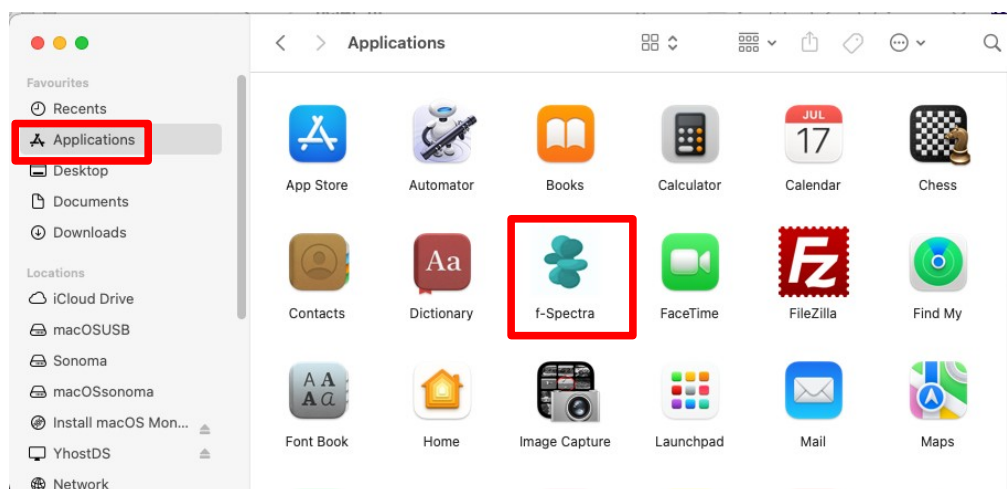 Applications
Favourites
Recents
Applications
Desktop
Documents
Downloads
Locations
iCloud Drive
macOSUSB
Sonoma
macOSsonoma
Install macOS Mon...
YhostDS
Network
JUL
17
App Store
Automator
Books
Calculator
Calendar
Chess
Aa
Fz
Contacts
Dictionary
f-Spectra
FaceTime
FileZilla
Find My
A A
A a
Font Book
Home
Image Capture
Launchpad
Mail
Maps